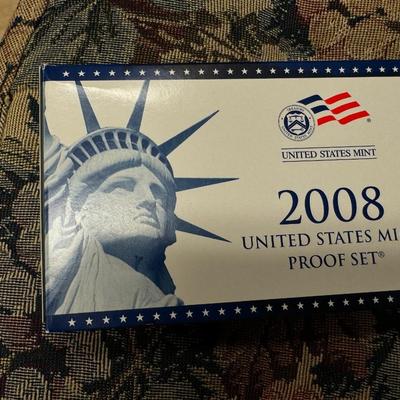 UNITED STATES MINT
2008
UNITED STATES MI
PROOF SET®